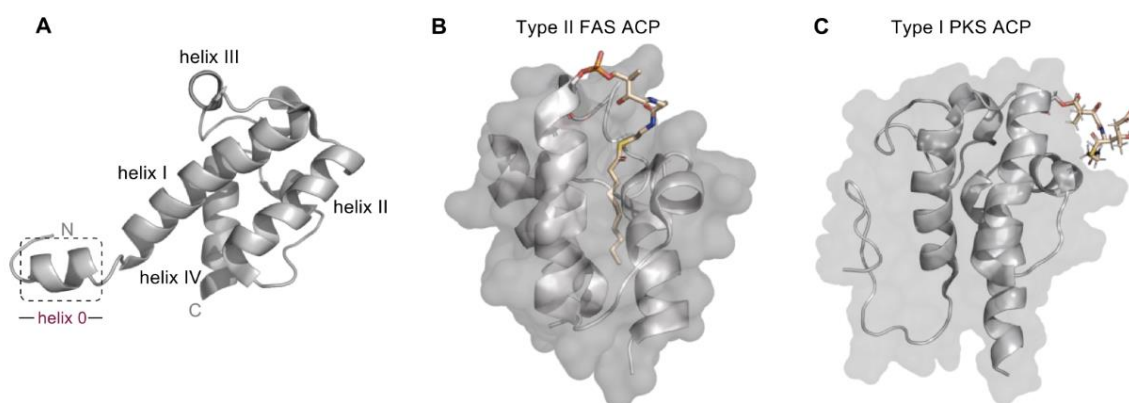 A
helix III
helix I
helix II
N
helix IV
C
helix 0
B
Type II FAS ACP
C
Type I PKS ACP